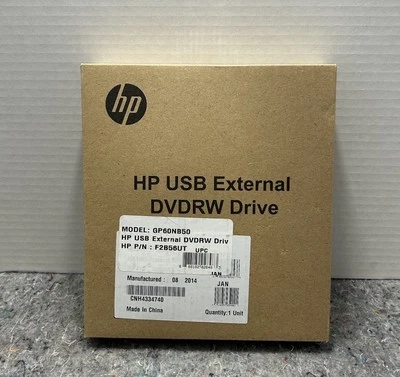 hp
HP USB External
DVDRW Drive
MODEL: GP60NB50
HP USB External DVDRW Driv
HP P/N : F2B56UT UPC
JAN
Manufactured : 08 2014 JAN
CNH4334740
Made In China Quantity:1 Unit